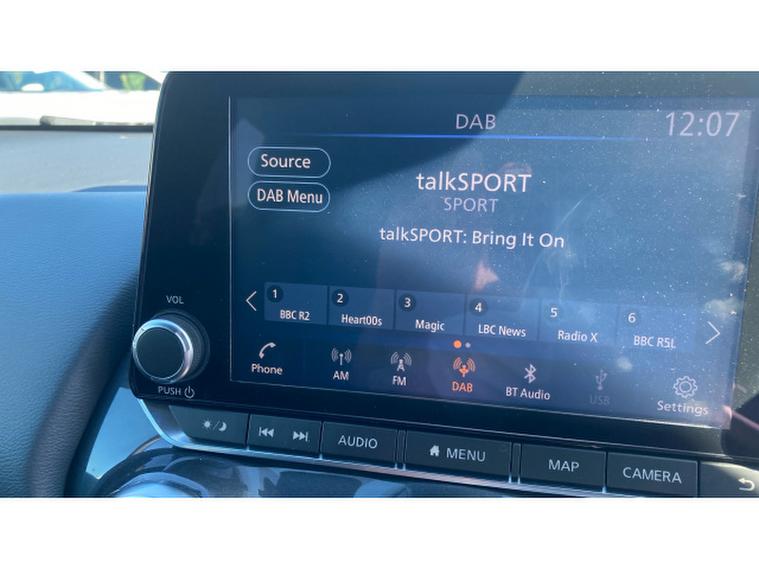 DAB
12:07
Source
DAB Menu
talkSPORT
SPORT
talkSPORT: Bring It On
1
BBC R2
2
Heart00s
3
Magic
4
LBC News
5
Radio X
6
BBC R5L
VOL
PUSH
Phone
AM
FM
DAB
BT Audio
USB
Settings
AUDIO
MENU
MAP
CAMERA